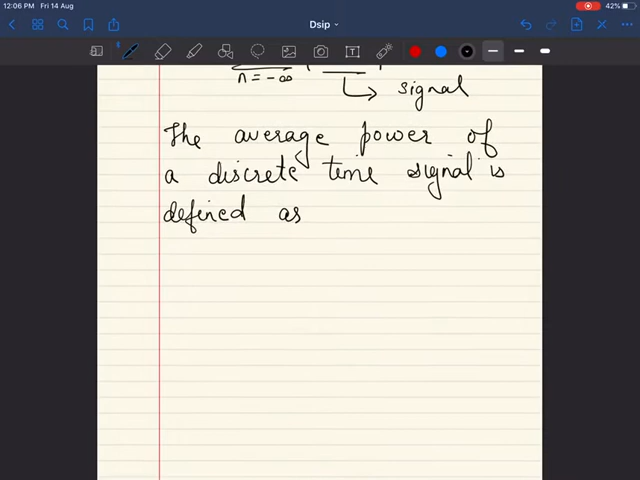 12:06 PM Fri 14 Aug
42%
Dsip
n = -∞
signal
The average power of
a discrete time signal is
defined as